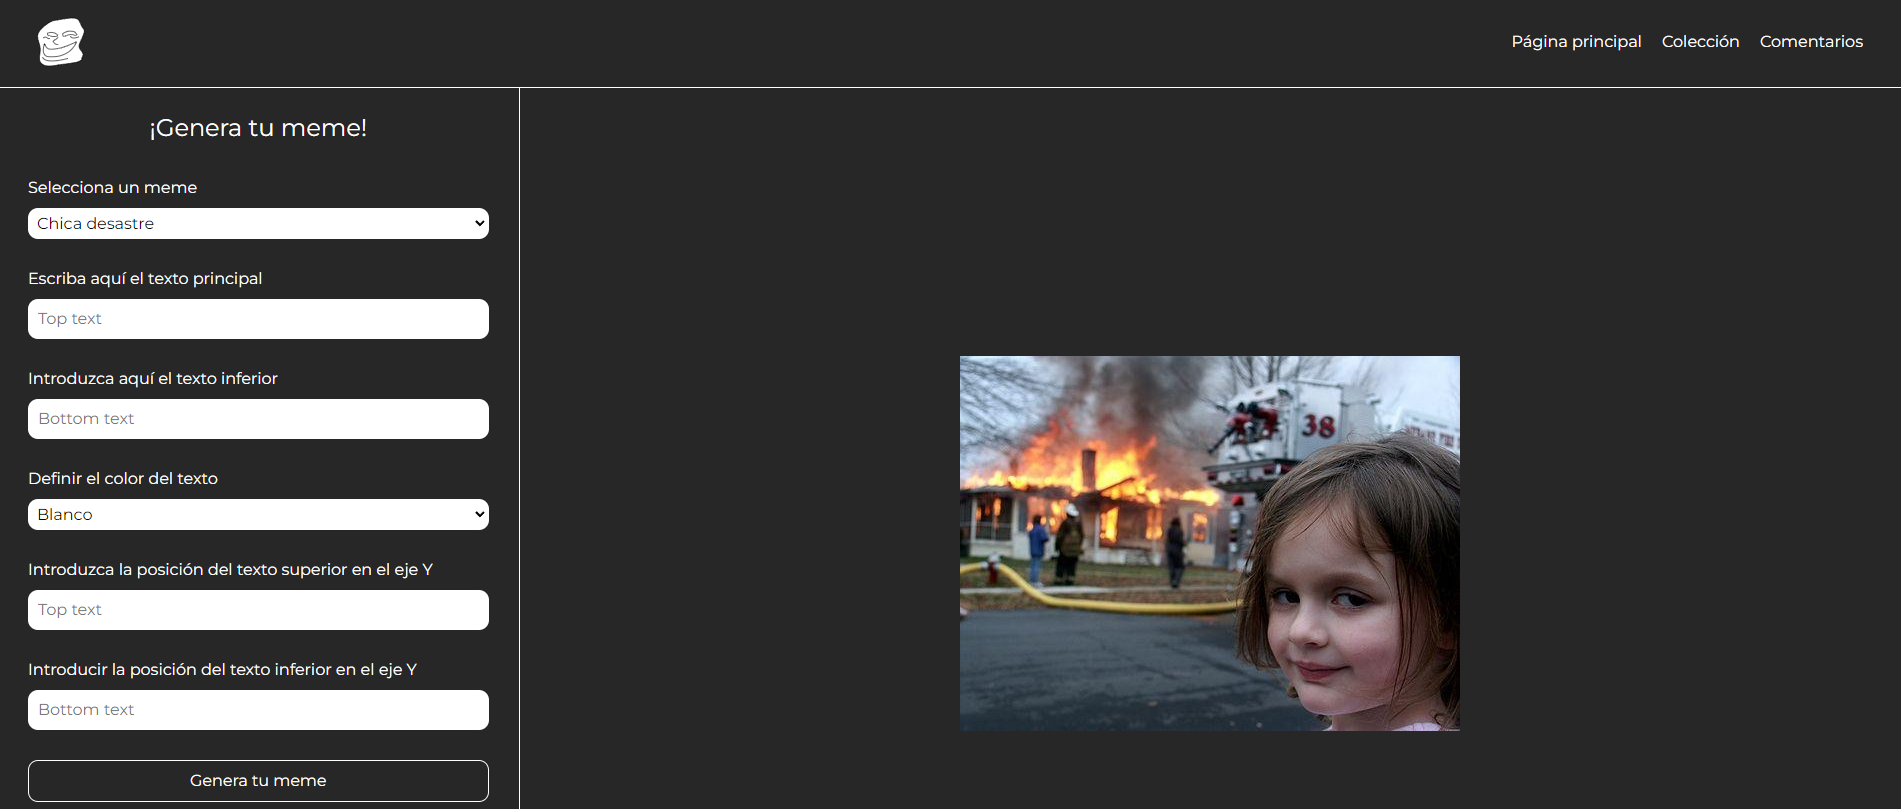 Página principal Colección Comentarios
¡Genera tu meme!
Selecciona un meme
Chica desastre
Escriba aquí el texto principal
Top text
Introduzca aquí el texto inferior
Bottom text
Definir el color del texto
Blanco
Introduzca la posición del texto superior en el eje Y
Top text
Introducir la posición del texto inferior en el eje Y
Bottom text
Genera tu meme
38